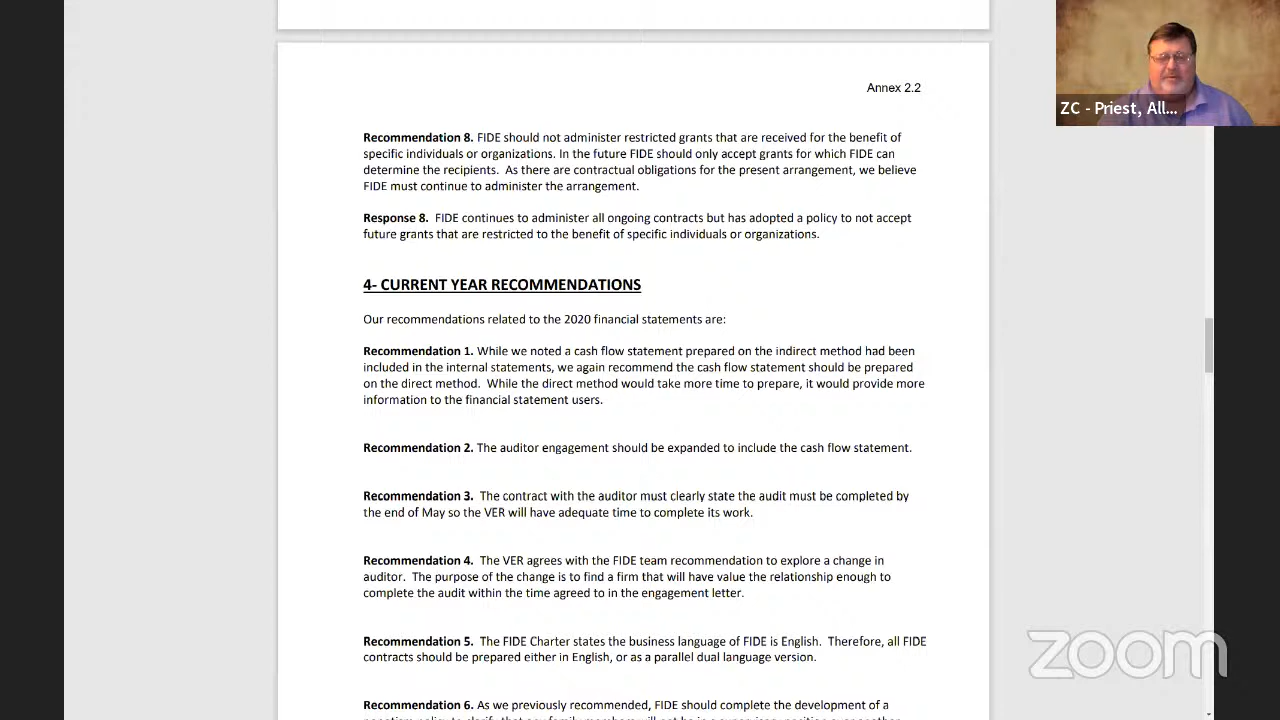 Annex 2.2
ZC - Priest, All...
Recommendation 8. FIDE should not administer restricted grants that are received for the benefit of
specific individuals or organizations. In the future FIDE should only accept grants for which FIDE can
determine the recipients. As there are contractual obligations for the present arrangement, we believe
FIDE must continue to administer the arrangement.
Response 8. FIDE continues to administer all ongoing contracts but has adopted a policy to not accept
future grants that are restricted to the benefit of specific individuals or organizations.
4- CURRENT YEAR RECOMMENDATIONS
Our recommendations related to the 2020 financial statements are:
Recommendation 1. While we noted a cash flow statement prepared on the indirect method had been
included in the internal statements, we again recommend the cash flow statement should be prepared
on the direct method. While the direct method would take more time to prepare, it would provide more
information to the financial statement users.
Recommendation 2. The auditor engagement should be expanded to include the cash flow statement.
Recommendation 3. The contract with the auditor must clearly state the audit must be completed by
the end of May so the VER will have adequate time to complete its work.
Recommendation 4. The VER agrees with the FIDE team recommendation to explore a change in
auditor. The purpose of the change is to find a firm that will have value the relationship enough to
complete the audit within the time agreed to in the engagement letter.
Recommendation 5. The FIDE Charter states the business language of FIDE is English. Therefore, all FIDE
contracts should be prepared either in English, or as a parallel dual language version.
zoom
Recommendation 6. As we previously recommended, FIDE should complete the development of a